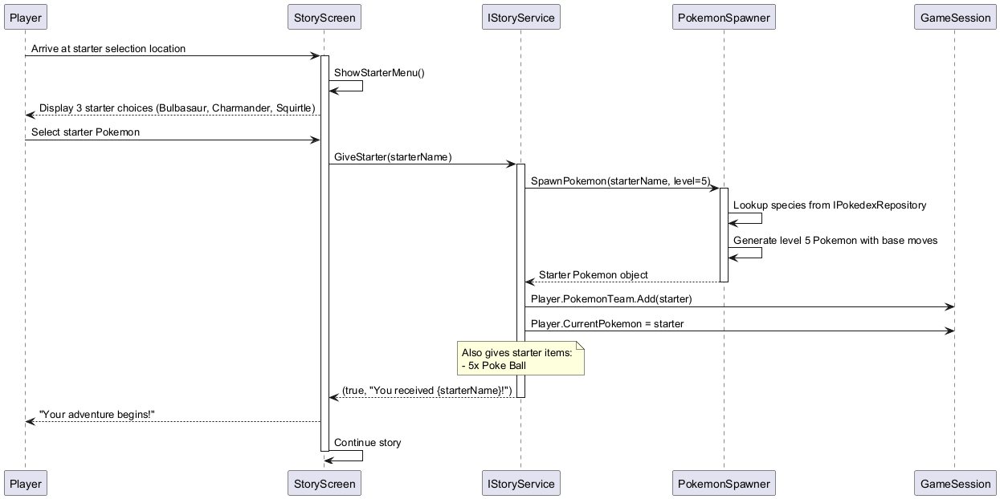 Player StoryScreen IStoryService PokemonSpawner GameSession
Arrive at starter selection location
ShowStarterMenu()
Display 3 starter choices (Bulbasaur, Charmander, Squirtle)
Select starter Pokemon
GiveStarter(starterName)
SpawnPokemon(starterName, level=5)
Lookup species from IPokedexRepository
Generate level 5 Pokemon with base moves
Starter Pokemon object
Player.PokemonTeam.Add(starter)
Player.CurrentPokemon = starter
Also gives starter items:
- 5x Poke Ball
(true, "You received {starterName}!")
"Your adventure begins!"
Continue story
Player StoryScreen IStoryService PokemonSpawner GameSession